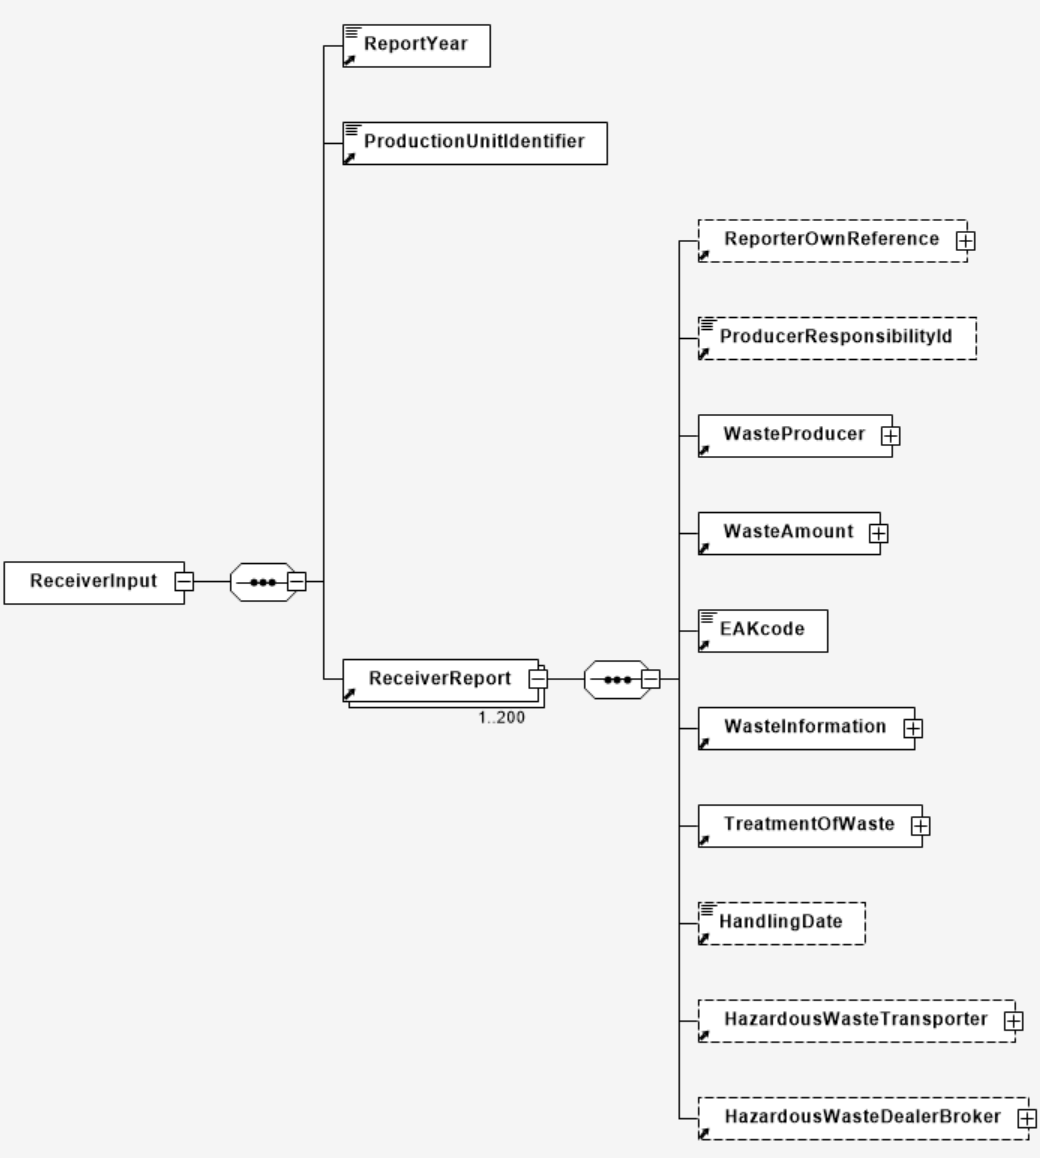 ReportYear
ProductionUnitIdentifier
ReporterOwnReference
ProducerResponsibilityId
WasteProducer
WasteAmount
ReceiverInput
EAKcode
ReceiverReport
1..200
WasteInformation
TreatmentOfWaste
HandlingDate
HazardousWasteTransporter
HazardousWasteDealerBroker